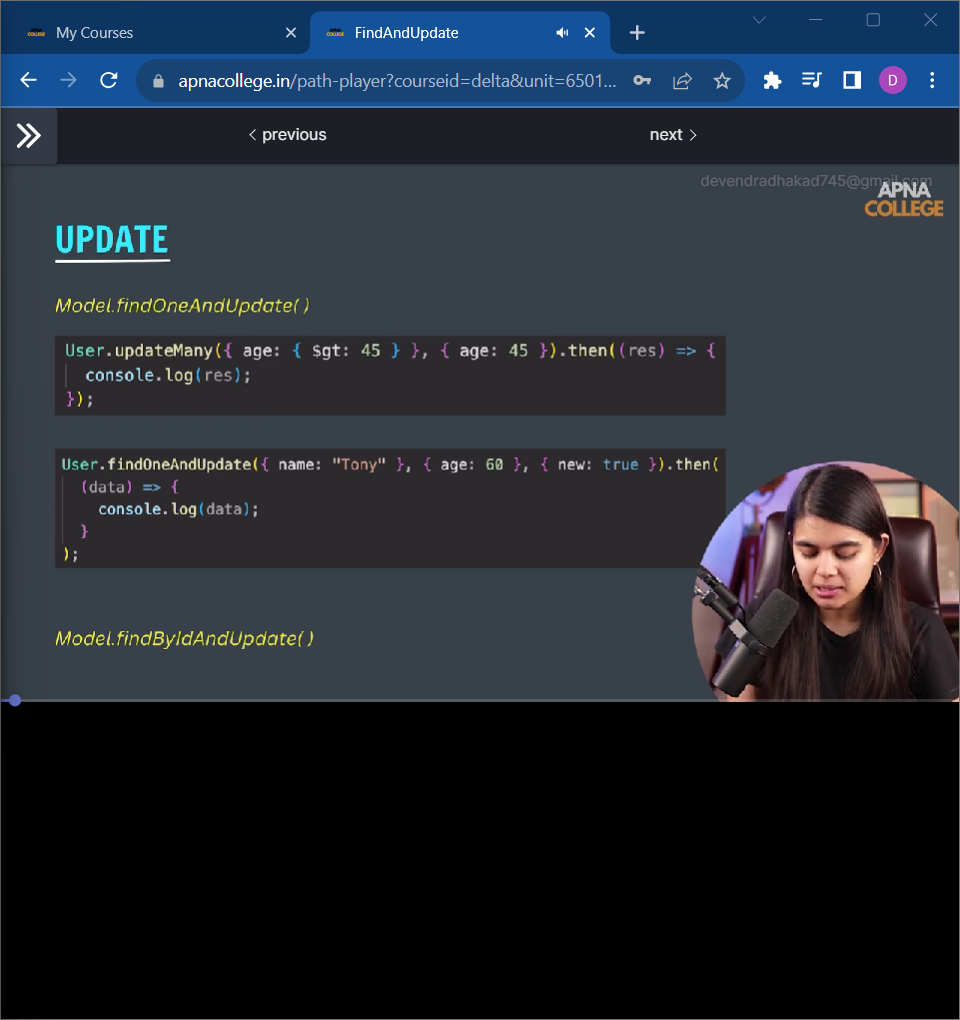 My Courses
FindAndUpdate
apnacollege.in/path-player?courseid=delta&unit=6501...
D
previous
next
devendradhakad745@gmail.com
APNA
COLLEGE
UPDATE
Model.findOneAndUpdate( )
User.updateMany({ age: { $gt: 45 } }, { age: 45 }).then((res) => {
console.log(res);
});
User.findOneAndUpdate({ name: "Tony" }, { age: 60 }, { new: true }).then(
(data) => {
console.log(data);
}
);
Model.findByIdAndUpdate( )